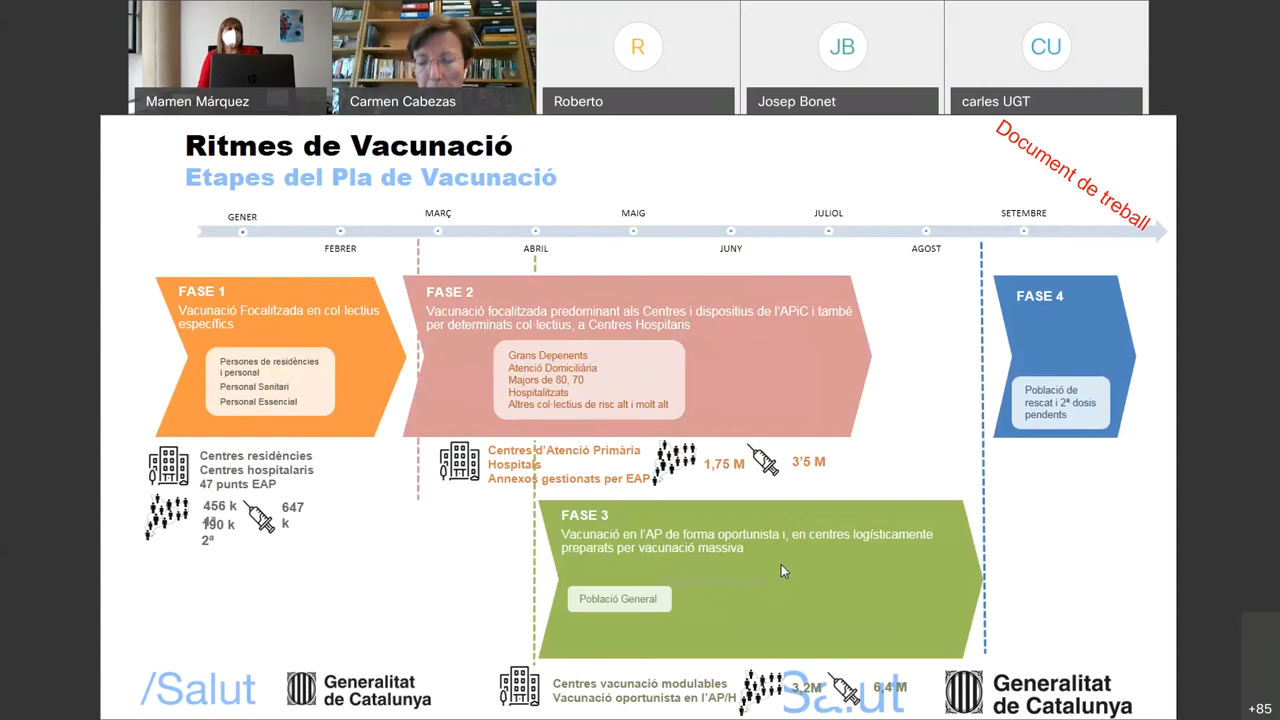 Mamen Márquez
Carmen Cabezas
R
Roberto
JB
Josep Bonet
CU
carles UGT
Ritmes de Vacunació
Etapes del Pla de Vacunació
Document de treball
GENER
FEBRER
MARÇ
ABRIL
MAIG
JUNY
JULIOL
AGOST
SETEMBRE
FASE 1
Vacunació Focalitzada en col·lectius
específics
Persones de residències
i personal
Personal Sanitari
Personal Essencial
Centres residències
Centres hospitalaris
47 punts EAP
456 k
190 k
2ª
647
k
FASE 2
Vacunació focalitzada predominant als Centres i dispositius de l'APiC i també
per determinats col·lectius, a Centres Hospitaris
Grans Depenents
Atenció Domiciliària
Majors de 80, 70
Hospitalitzats
Altres col·lectius de risc alt i molt alt
Centres d'Atenció Primària
Hospitals
Annexos gestionats per EAP
1,75 M
3'5 M
FASE 3
Vacunació en l'AP de forma oportunista i, en centres logísticamente
preparats per vacunació massiva
Població General
Centres vacunació modulables
Vacunació oportunista en l'AP/H
3,2M
6,4 M
FASE 4
Població de
rescat i 2ª dosis
pendents
/Salut
Generalitat
de Catalunya
Salut
Generalitat
de Catalunya
+85